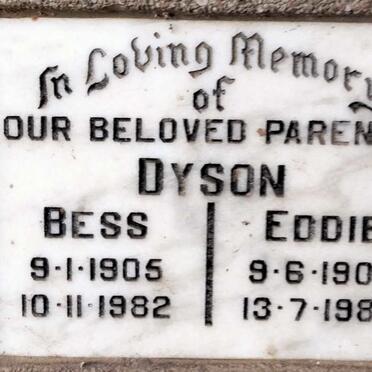 In Loving Memory
of
OUR BELOVED PAREN
DYSON
BESS EDDIE
9·1·1905 9·6·190
10·11·1982 13·7·198